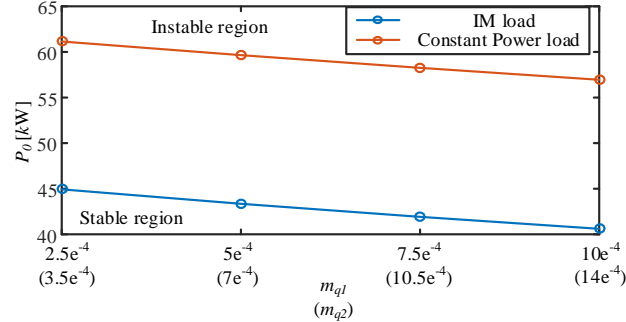 65
60
55
50
45
40
P0 [kW]
Instable region
IM load
Constant Power load
Stable region
2.5e-4 5e-4 7.5e-4 10e-4
(3.5e-4) (7e-4) (10.5e-4) (14e-4)
mq1
(mq2)